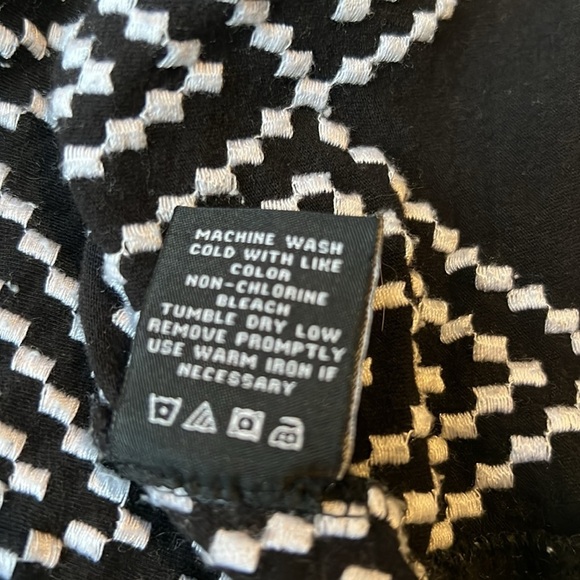 MACHINE WASH
COLD WITH LIKE
COLOR
NON-CHLORINE
BLEACH
TUMBLE DRY LOW
REMOVE PROMPTLY
USE WARM IRON IF
NECESSARY